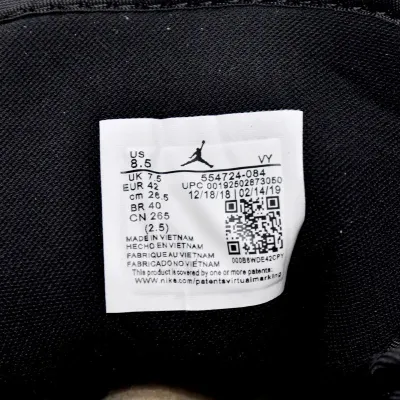 US 8.5
VY
UK 7.5
554724-084
EUR 42
UPC 00192502873050
cm 26.5
12/18/18 02/14/19
BR 40
CN 265
(2.5)
MADE IN VIETNAM
HECHO EN VIETNAM
FABRIQUE AU VIETNAM
FABRICADO NO VIETNAM
This product is covered by one or more patents:
www.nike.com/patentsvirtualmarking